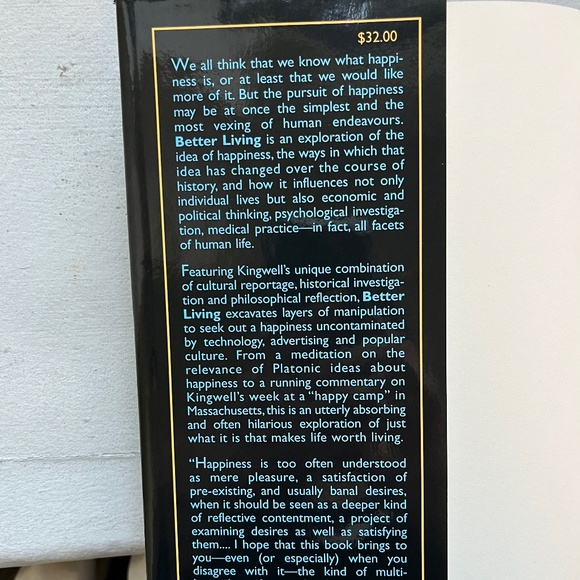 $32.00
We all think that we know what happi-
ness is, or at least that we would like
more of it. But the pursuit of happiness
may be at once the simplest and the
most vexing of human endeavours.
Better Living is an exploration of the
idea of happiness, the ways in which that
idea has changed over the course of
history, and how it influences not only
individual lives but also economic and
political thinking, psychological investiga-
tion, medical practice—in fact, all facets
of human life.
Featuring Kingwell's unique combination
of cultural reportage, historical investiga-
tion and philosophical reflection, Better
Living excavates layers of manipulation
to seek out a happiness uncontaminated
by technology, advertising and popular
culture. From a meditation on the
relevance of Platonic ideas about
happiness to a running commentary on
Kingwell's week at a "happy camp" in
Massachusetts, this is an utterly absorbing
and often hilarious exploration of just
what it is that makes life worth living.
"Happiness is too often understood
as mere pleasure, a satisfaction of
pre-existing, and usually banal desires,
when it should be seen as a deeper kind
of reflective contentment, a project of
examining desires as well as satisfying
them.... I hope that this book brings to
you—even (or especially) when you
disagree with it—the kind of multi-